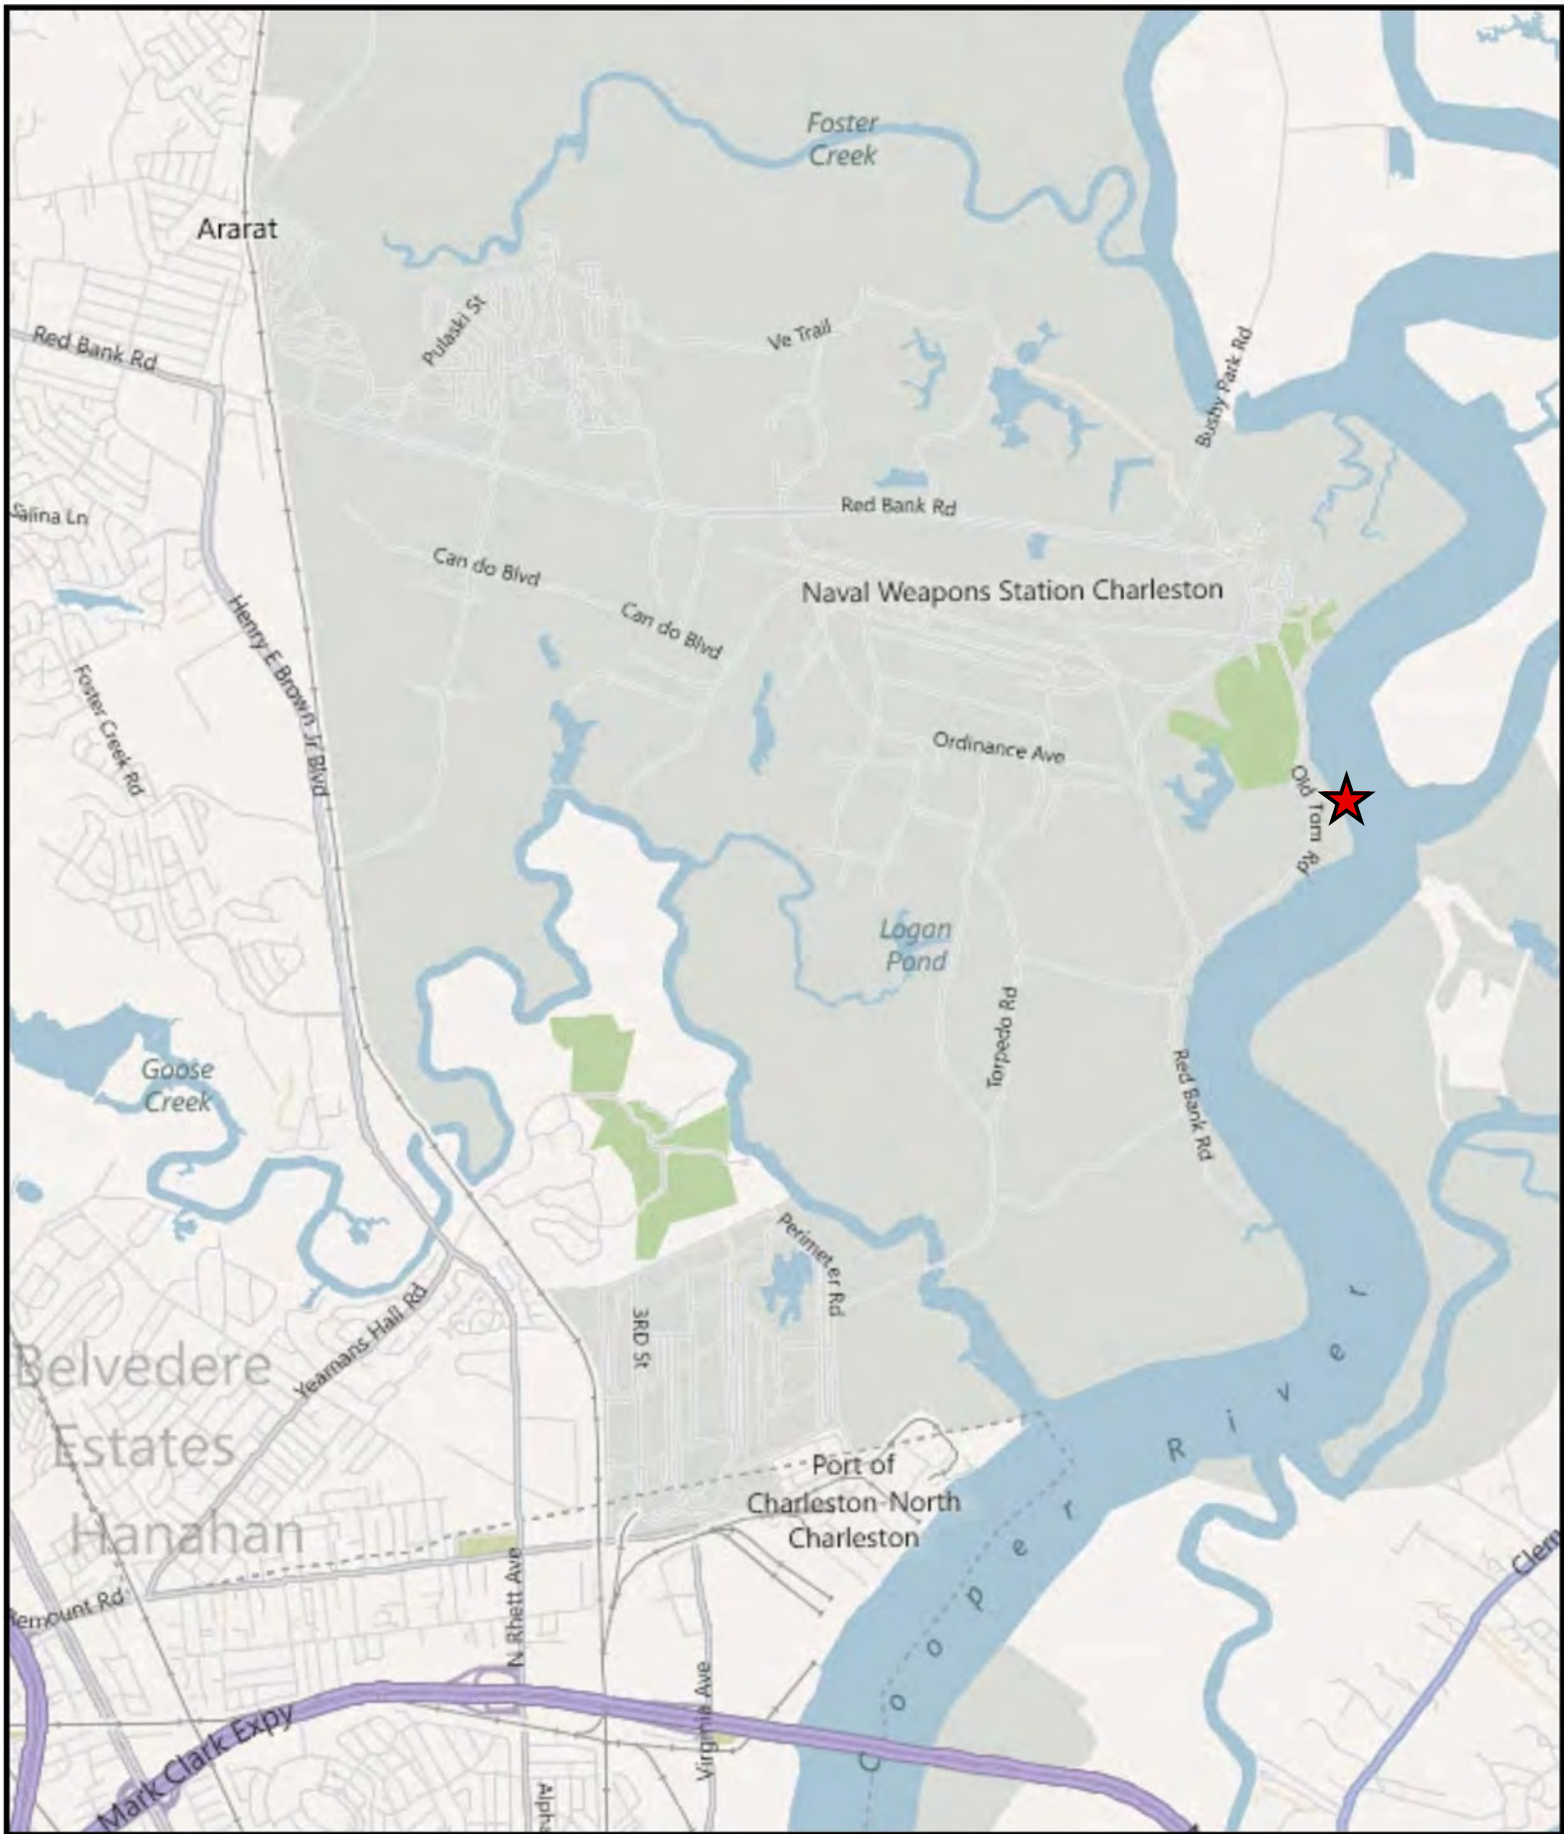 Foster
Creek
Ararat
Pulaski St
Ve Trail
Red Bank Rd
Bushy Park Rd
Red Bank Rd
Salina Ln
Can do Blvd
Can do Blvd
Naval Weapons Station Charleston
Henry E Brown Jr Blvd
Foster Creek Rd
Ordinance Ave
Old Tom Rd
Logan
Pond
Torpedo Rd
Goose
Creek
Red Bank Rd
Perimeter Rd
3RD St
Yeamans Hall Rd
Belvedere
Estates
Hanahan
Port of
Charleston-North
Charleston
Cooper River
Clem
emount Rd
N Rhett Ave
Virginia Ave
Mark Clark Expy
Alpha